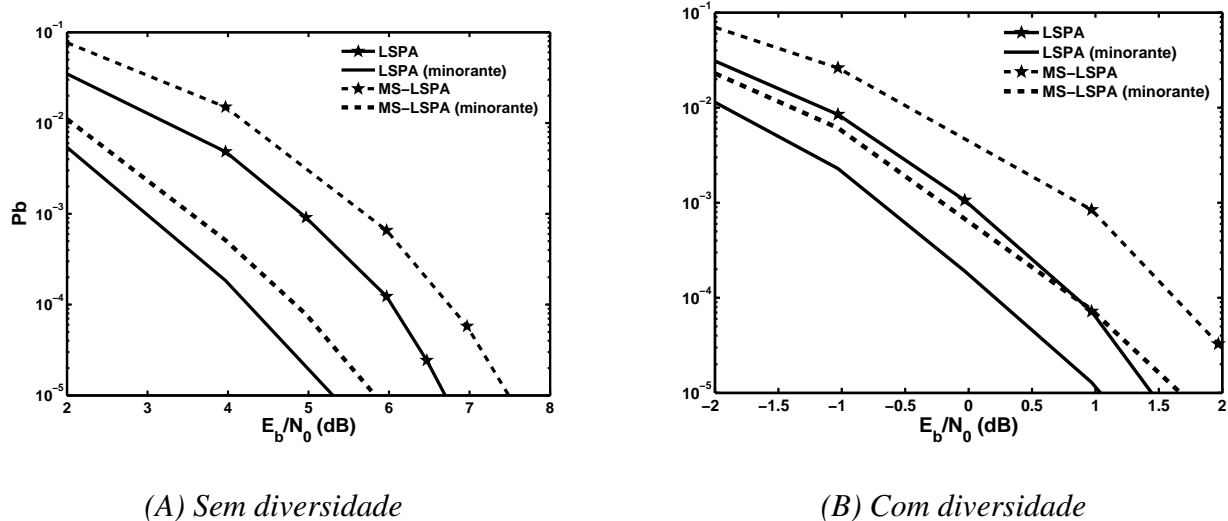 10^-1
10^-2
10^-3
10^-4
10^-5
Pb
2 3 4 5 6 7 8
E_b/N_0 (dB)
LSPA
LSPA (minorante)
MS-LSPA
MS-LSPA (minorante)
(A) Sem diversidade
10^-1
10^-2
10^-3
10^-4
10^-5
−2 −1.5 −1 −0.5 0 0.5 1 1.5 2
E_b/N_0 (dB)
LSPA
LSPA (minorante)
MS-LSPA
MS-LSPA (minorante)
(B) Com diversidade